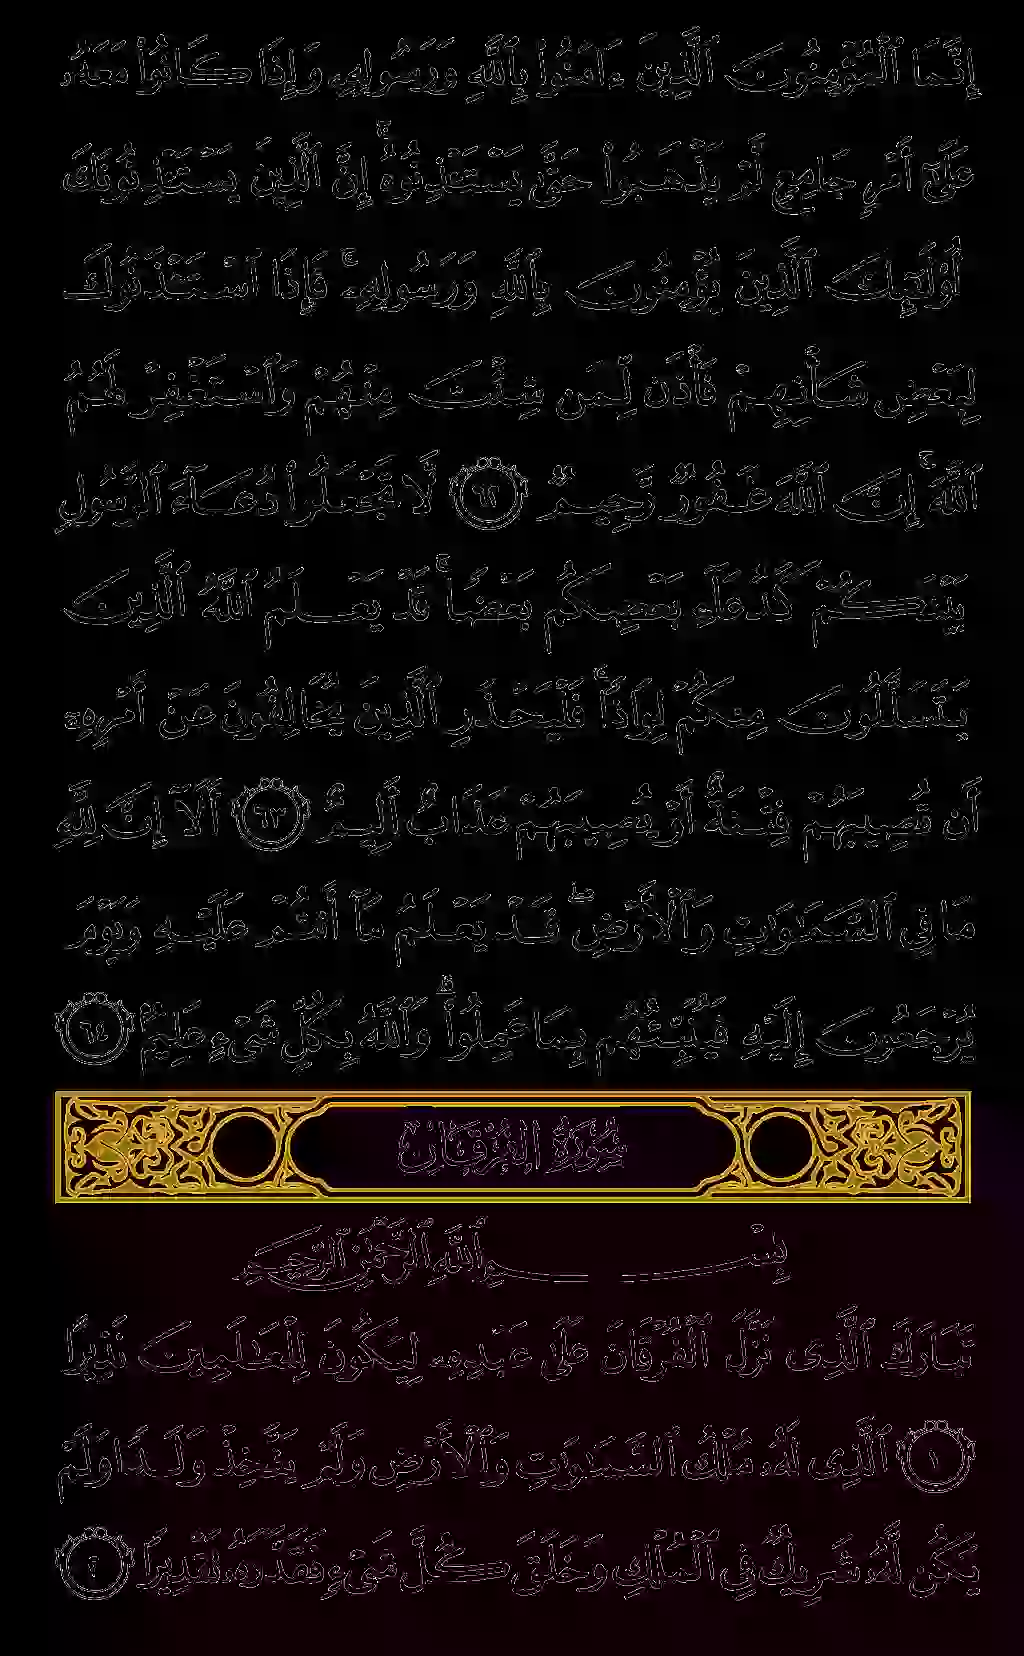 إِنَّمَا ٱلْمُؤْمِنُونَ ٱلَّذِينَ ءَامَنُوا۟ بِٱللَّهِ وَرَسُولِهِۦ وَإِذَا كَانُوا۟ مَعَهُۥ
عَلَىٰٓ أَمْرٍ جَامِعٍ لَّمْ يَذْهَبُوا۟ حَتَّىٰ يَسْتَـْٔذِنُوهُ ۚ إِنَّ ٱلَّذِينَ يَسْتَـْٔذِنُونَكَ
أُو۟لَٰٓئِكَ ٱلَّذِينَ يُؤْمِنُونَ بِٱللَّهِ وَرَسُولِهِۦ ۚ فَإِذَا ٱسْتَـْٔذَنُوكَ
لِبَعْضِ شَأْنِهِمْ فَأْذَن لِّمَن شِئْتَ مِنْهُمْ وَٱسْتَغْفِرْ لَهُمُ
ٱللَّهَ ۚ إِنَّ ٱللَّهَ غَفُورٌ رَّحِيمٌ ٦٢ لَّا تَجْعَلُوا۟ دُعَآءَ ٱلرَّسُولِ
بَيْنَكُمْ كَدُعَآءِ بَعْضِكُم بَعْضًا ۚ قَدْ يَعْلَمُ ٱللَّهُ ٱلَّذِينَ
يَتَسَلَّلُونَ مِنكُمْ لِوَاذًا ۚ فَلْيَحْذَرِ ٱلَّذِينَ يُخَالِفُونَ عَنْ أَمْرِهِۦٓ
أَن تُصِيبَهُمْ فِتْنَةٌ أَوْ يُصِيبَهُمْ عَذَابٌ أَلِيمٌ ٦٣ أَلَآ إِنَّ لِلَّهِ
مَا فِى ٱلسَّمَٰوَٰتِ وَٱلْأَرْضِ ۖ قَدْ يَعْلَمُ مَآ أَنتُمْ عَلَيْهِ وَيَوْمَ
يُرْجَعُونَ إِلَيْهِ فَيُنَبِّئُهُم بِمَا عَمِلُوا۟ ۗ وَٱللَّهُ بِكُلِّ شَىْءٍ عَلِيمٌۢ ٦٤
سُورَةُ الْفُرْقَانِ
بِسْمِ ٱللَّهِ ٱلرَّحْمَٰنِ ٱلرَّحِيمِ
تَبَارَكَ ٱلَّذِى نَزَّلَ ٱلْفُرْقَانَ عَلَىٰ عَبْدِهِۦ لِيَكُونَ لِلْعَٰلَمِينَ نَذِيرًا
١ ٱلَّذِى لَهُۥ مُلْكُ ٱلسَّمَٰوَٰتِ وَٱلْأَرْضِ وَلَمْ يَتَّخِذْ وَلَدًا وَلَمْ
يَكُن لَّهُۥ شَرِيكٌ فِى ٱلْمُلْكِ وَخَلَقَ كُلَّ شَىْءٍ فَقَدَّرَهُۥ تَقْدِيرًا ٢